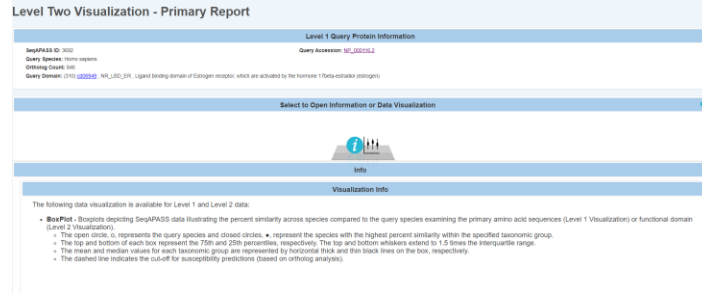 Level Two Visualization - Primary Report
Level 1 Query Protein Information
SeqAPASS ID: 3692
Query Accession: NP_000116.2
Query Species: Homo sapiens
Ortholog Count: 846
Query Domain: (310) cd06949 , NR_LBD_ER , Ligand binding domain of Estrogen receptor, which are activated by the hormone 17beta-estradiol (estrogen)
Select to Open Information or Data Visualization
Info
Visualization Info
The following data visualization is available for Level 1 and Level 2 data:
• BoxPlot - Boxplots depicting SeqAPASS data illustrating the percent similarity across species compared to the query species examining the primary amino acid sequences (Level 1 Visualization) or functional domain
(Level 2 Visualization).
○ The open circle, o, represents the query species and closed circles, ●, represent the species with the highest percent similarity within the specified taxonomic group.
○ The top and bottom of each box represent the 75th and 25th percentiles, respectively. The top and bottom whiskers extend to 1.5 times the interquartile range.
○ The mean and median values for each taxonomic group are represented by horizontal thick and thin black lines on the box, respectively.
○ The dashed line indicates the cut-off for susceptibility predictions (based on ortholog analysis).